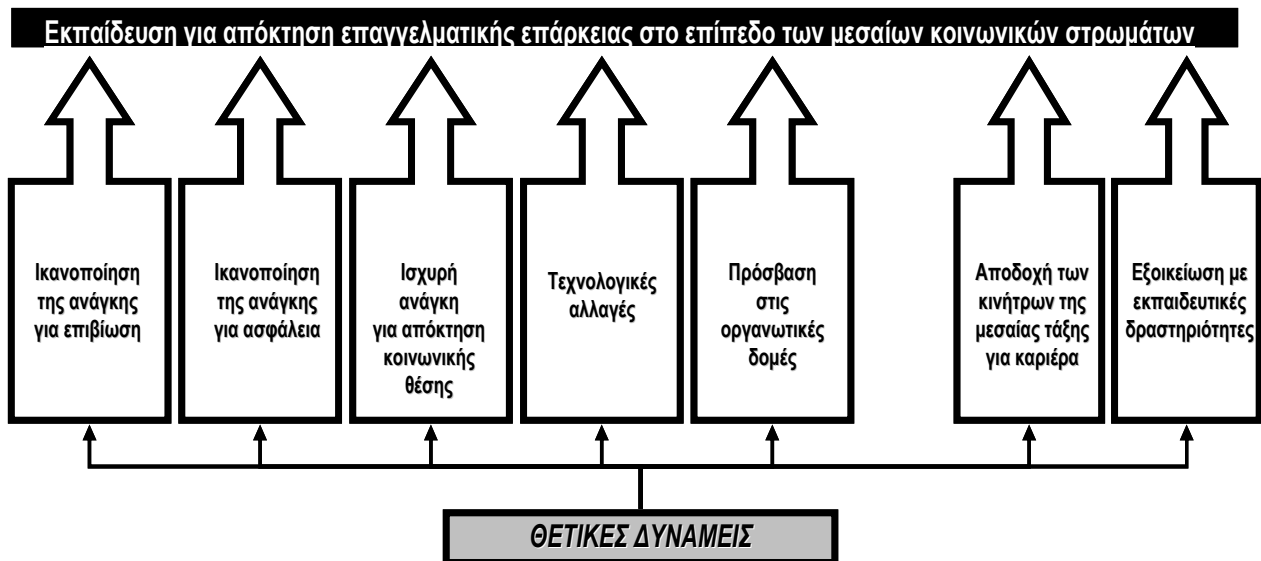 Εκπαίδευση για απόκτηση επαγγελματικής επάρκειας στο επίπεδο των μεσαίων κοινωνικών στρωμάτων
Ικανοποίηση
της ανάγκης
για επιβίωση
Ικανοποίηση
της ανάγκης
για ασφάλεια
Ισχυρή
ανάγκη
για απόκτηση
κοινωνικής
θέσης
Τεχνολογικές
αλλαγές
Πρόσβαση
στις
οργανωτικές
δομές
Αποδοχή των
κινήτρων της
μεσαίας τάξης
για καριέρα
Εξοικείωση με
εκπαιδευτικές
δραστηριότητες
ΘΕΤΙΚΕΣ ΔΥΝΑΜΕΙΣ